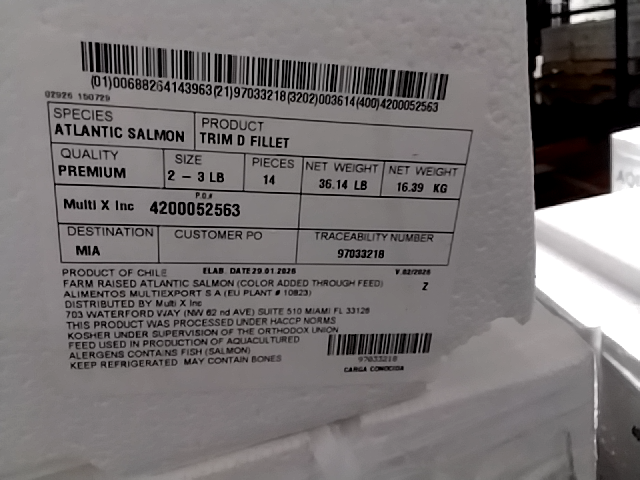 (01)00688264143963(21)97033218(3202)003614(400)4200052563
02926 150729
SPECIES
ATLANTIC SALMON
PRODUCT
TRIM D FILLET
QUALITY
PREMIUM
SIZE
2 - 3 LB
PIECES
14
NET WEIGHT
36.14 LB
NET WEIGHT
16.39 KG
P.O.#
Multi X Inc 4200052563
DESTINATION
MIA
CUSTOMER PO
TRACEABILITY NUMBER
97033218
PRODUCT OF CHILE ELAB. DATE 29.01.2026 V.02/2026
FARM RAISED ATLANTIC SALMON (COLOR ADDED THROUGH FEED) Z
ALIMENTOS MULTIEXPORT S A (EU PLANT # 10823)
DISTRIBUTED BY Multi X Inc
703 WATERFORD WAY (NW 62 nd AVE) SUITE 510 MIAMI FL 33126
THIS PRODUCT WAS PROCESSED UNDER HACCP NORMS
KOSHER UNDER SUPERVISION OF THE ORTHODOX UNION
FEED USED IN PRODUCTION OF AQUACULTURED
ALERGENS CONTAINS FISH (SALMON)
KEEP REFRIGERATED MAY CONTAIN BONES
97033218
CARGA CONOCIDA